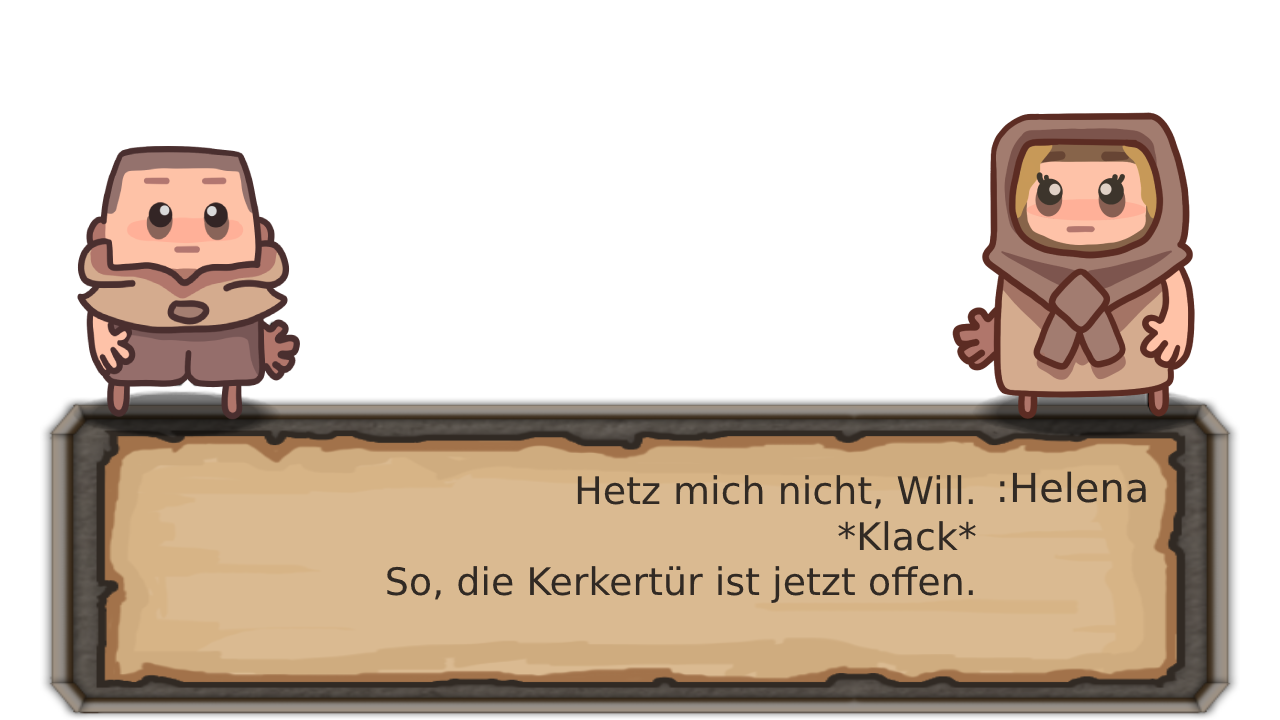 Hetz mich nicht, Will. :Helena
*Klack*
So, die Kerkertür ist jetzt offen.